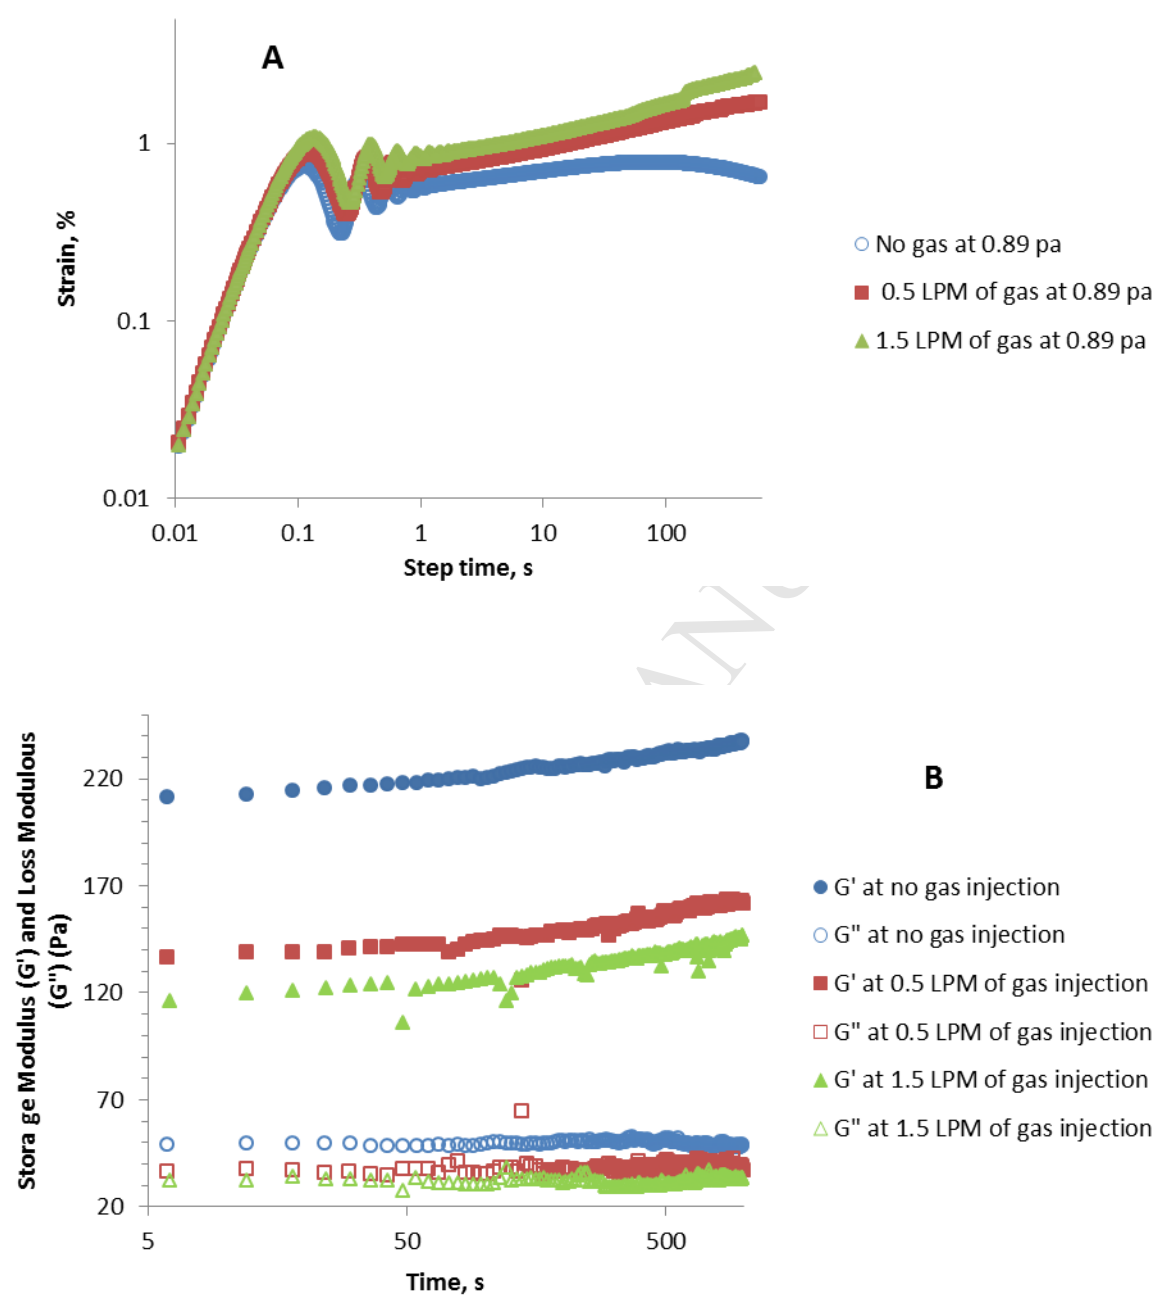 A
1
0.1
0.01
0.01 0.1 1 10 100
Strain, %
Step time, s
No gas at 0.89 pa
0.5 LPM of gas at 0.89 pa
1.5 LPM of gas at 0.89 pa
B
220
170
120
70
20
5 50 500
Stora ge Modulus (G') and Loss Modulous
(G'') (Pa)
Time, s
G' at no gas injection
G'' at no gas injection
G' at 0.5 LPM of gas injection
G'' at 0.5 LPM of gas injection
G' at 1.5 LPM of gas injection
G'' at 1.5 LPM of gas injection